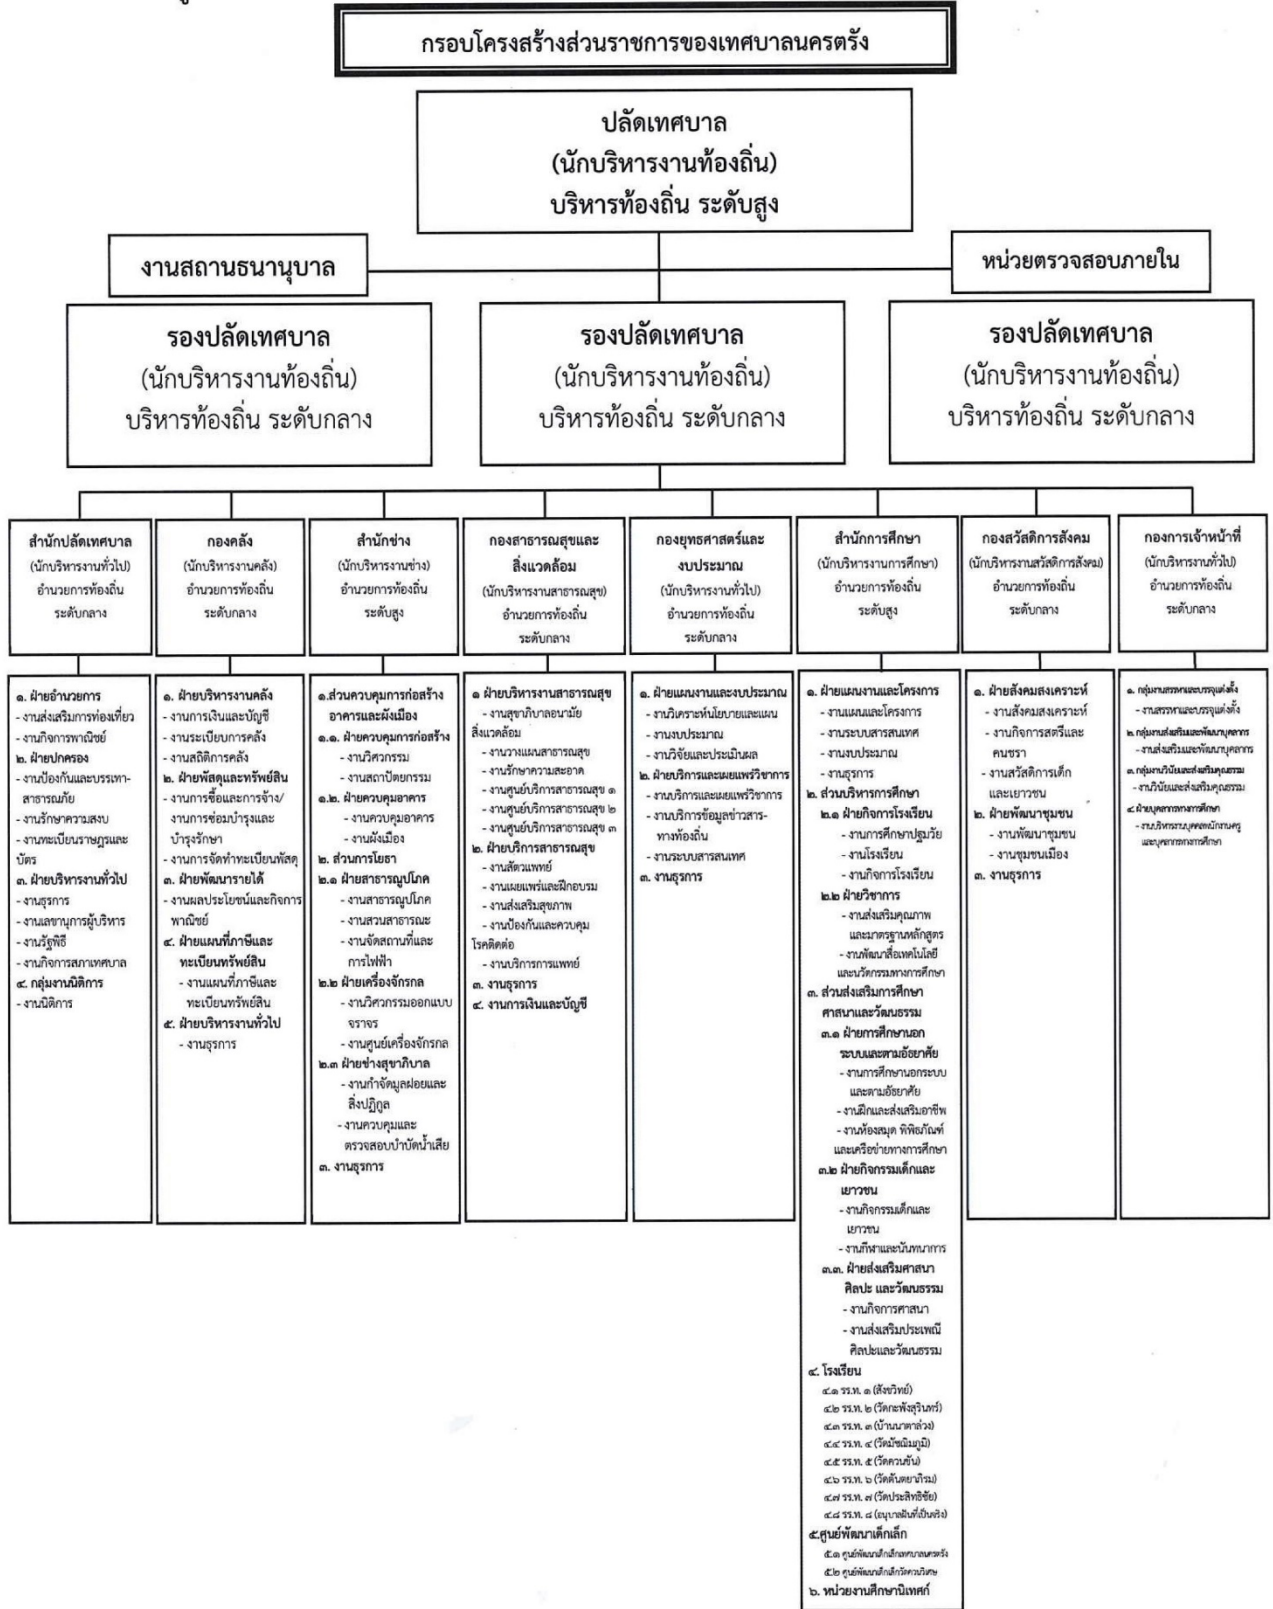 กรอบโครงสร้างส่วนราชการของเทศบาลนครตรัง
ปลัดเทศบาล
(นักบริหารงานท้องถิ่น)
บริหารท้องถิ่น ระดับสูง
งานสถานธนานุบาล
หน่วยตรวจสอบภายใน
รองปลัดเทศบาล
(นักบริหารงานท้องถิ่น)
บริหารท้องถิ่น ระดับกลาง
รองปลัดเทศบาล
(นักบริหารงานท้องถิ่น)
บริหารท้องถิ่น ระดับกลาง
รองปลัดเทศบาล
(นักบริหารงานท้องถิ่น)
บริหารท้องถิ่น ระดับกลาง
สำนักปลัดเทศบาล
(นักบริหารงานทั่วไป)
อำนวยการท้องถิ่น
ระดับกลาง
๑. ฝ่ายอำนวยการ
- งานส่งเสริมการท่องเที่ยว
- งานกิจการพาณิชย์
๒. ฝ่ายปกครอง
- งานป้องกันและบรรเทา-
สาธารณภัย
- งานรักษาความสงบ
- งานทะเบียนราษฎรและ
บัตร
๓. ฝ่ายบริหารงานทั่วไป
- งานธุรการ
- งานเลขานุการผู้บริหาร
- งานรัฐพิธี
- งานกิจการสภาเทศบาล
๔. กลุ่มงานนิติการ
- งานนิติการ
กองคลัง
(นักบริหารงานคลัง)
อำนวยการท้องถิ่น
ระดับกลาง
๑. ฝ่ายบริหารงานคลัง
- งานการเงินและบัญชี
- งานระเบียบการคลัง
- งานสถิติการคลัง
๒. ฝ่ายพัสดุและทรัพย์สิน
- งานการซื้อและการจ้าง/
งานการซ่อมบำรุงและ
บำรุงรักษา
- งานการจัดทำทะเบียนพัสดุ
๓. ฝ่ายพัฒนารายได้
- งานผลประโยชน์และกิจการ
พาณิชย์
๔. ฝ่ายแผนที่ภาษีและ
ทะเบียนทรัพย์สิน
- งานแผนที่ภาษีและ
ทะเบียนทรัพย์สิน
๕. ฝ่ายบริหารงานทั่วไป
- งานธุรการ
สำนักช่าง
(นักบริหารงานช่าง)
อำนวยการท้องถิ่น
ระดับสูง
๑.ส่วนควบคุมการก่อสร้าง
อาคารและผังเมือง
๑.๑. ฝ่ายควบคุมการก่อสร้าง
- งานวิศวกรรม
- งานสถาปัตยกรรม
๑.๒. ฝ่ายควบคุมอาคาร
- งานควบคุมอาคาร
- งานผังเมือง
๒. ส่วนการโยธา
๒.๑ ฝ่ายสาธารณูปโภค
- งานสาธารณูปโภค
- งานสวนสาธารณะ
- งานจัดสถานที่และ
การไฟฟ้า
๒.๒ ฝ่ายเครื่องจักรกล
- งานวิศวกรรมออกแบบ
จราจร
- งานศูนย์เครื่องจักรกล
๒.๓ ฝ่ายช่างสุขาภิบาล
- งานกำจัดมูลฝอยและ
สิ่งปฏิกูล
- งานควบคุมและ
ตรวจสอบบำบัดน้ำเสีย
๓. งานธุรการ
กองสาธารณสุขและ
สิ่งแวดล้อม
(นักบริหารงานสาธารณสุข)
อำนวยการท้องถิ่น
ระดับกลาง
๑ ฝ่ายบริหารงานสาธารณสุข
- งานสุขาภิบาลอนามัย
สิ่งแวดล้อม
- งานวางแผนสาธารณสุข
- งานรักษาความสะอาด
- งานศูนย์บริการสาธารณสุข ๑
- งานศูนย์บริการสาธารณสุข ๒
- งานศูนย์บริการสาธารณสุข ๓
๒. ฝ่ายบริการสาธารณสุข
- งานสัตวแพทย์
- งานเผยแพร่และฝึกอบรม
- งานส่งเสริมสุขภาพ
- งานป้องกันและควบคุม
โรคติดต่อ
- งานบริการการแพทย์
๓. งานธุรการ
๔. งานการเงินและบัญชี
กองยุทธศาสตร์และ
งบประมาณ
(นักบริหารงานทั่วไป)
อำนวยการท้องถิ่น
ระดับกลาง
๑. ฝ่ายแผนงานและงบประมาณ
- งานวิเคราะห์นโยบายและแผน
- งานงบประมาณ
- งานวิจัยและประเมินผล
๒. ฝ่ายบริการและเผยแพร่วิชาการ
- งานบริการและเผยแพร่วิชาการ
- งานบริการข้อมูลข่าวสาร-
ทางท้องถิ่น
- งานระบบสารสนเทศ
๓. งานธุรการ
สำนักการศึกษา
(นักบริหารงานการศึกษา)
อำนวยการท้องถิ่น
ระดับสูง
๑. ฝ่ายแผนงานและโครงการ
- งานแผนและโครงการ
- งานระบบสารสนเทศ
- งานงบประมาณ
- งานธุรการ
๒. ส่วนบริหารการศึกษา
๒.๑ ฝ่ายกิจการโรงเรียน
- งานการศึกษาปฐมวัย
- งานโรงเรียน
- งานกิจการโรงเรียน
๒.๒ ฝ่ายวิชาการ
- งานส่งเสริมคุณภาพ
และมาตรฐานหลักสูตร
- งานพัฒนาสื่อเทคโนโลยี
และนวัตกรรมทางการศึกษา
๓. ส่วนส่งเสริมการศึกษา
ศาสนาและวัฒนธรรม
๓.๑ ฝ่ายการศึกษานอก
ระบบและตามอัธยาศัย
- งานการศึกษานอกระบบ
และตามอัธยาศัย
- งานฝึกและส่งเสริมอาชีพ
- งานห้องสมุด พิพิธภัณฑ์
และเครือข่ายทางการศึกษา
๓.๒ ฝ่ายกิจกรรมเด็กและ
เยาวชน
- งานกิจกรรมเด็กและ
เยาวชน
- งานกีฬาและนันทนาการ
๓.๓. ฝ่ายส่งเสริมศาสนา
ศิลปะ และวัฒนธรรม
- งานกิจการศาสนา
- งานส่งเสริมประเพณี
ศิลปะและวัฒนธรรม
๔. โรงเรียน
๔.๑ รร.ท. ๑ (สังขวิทย์)
๔.๒ รร.ท. ๒ (วัดกะพังสุรินทร์)
๔.๓ รร.ท. ๓ (บ้านนาตาล่วง)
๔.๔ รร.ท. ๔ (วัดมัชฌิมภูมิ)
๔.๕ รร.ท. ๕ (วัดควนขัน)
๔.๖ รร.ท. ๖ (วัดตันตยาภิรม)
๔.๗ รร.ท. ๗ (วัดประสิทธิชัย)
๔.๘ รร.ท. ๘ (อนุบาลฝันที่เป็นจริง)
๕.ศูนย์พัฒนาเด็กเล็ก
๕.๑ ศูนย์พัฒนาเด็กเล็กเทศบาลนครตรัง
๕.๒ ศูนย์พัฒนาเด็กเล็กวัดควนวิเศษ
๖. หน่วยงานศึกษานิเทศก์
กองสวัสดิการสังคม
(นักบริหารงานสวัสดิการสังคม)
อำนวยการท้องถิ่น
ระดับกลาง
๑. ฝ่ายสังคมสงเคราะห์
- งานสังคมสงเคราะห์
- งานกิจการสตรีและ
คนชรา
- งานสวัสดิการเด็ก
และเยาวชน
๒. ฝ่ายพัฒนาชุมชน
- งานพัฒนาชุมชน
- งานชุมชนเมือง
๓. งานธุรการ
กองการเจ้าหน้าที่
(นักบริหารงานทั่วไป)
อำนวยการท้องถิ่น
ระดับกลาง
๑. กลุ่มงานสรรหาและบรรจุแต่งตั้ง
- งานสรรหาและบรรจุแต่งตั้ง
๒. กลุ่มงานส่งเสริมและพัฒนาบุคลากร
- งานส่งเสริมและพัฒนาบุคลากร
๓. กลุ่มงานวินัยและส่งเสริมคุณธรรม
- งานวินัยและส่งเสริมคุณธรรม
๔.ฝ่ายบุคลากรทางการศึกษา
- งานบริหารงานบุคคลพนักงานครู
และบุคลากรทางการศึกษา